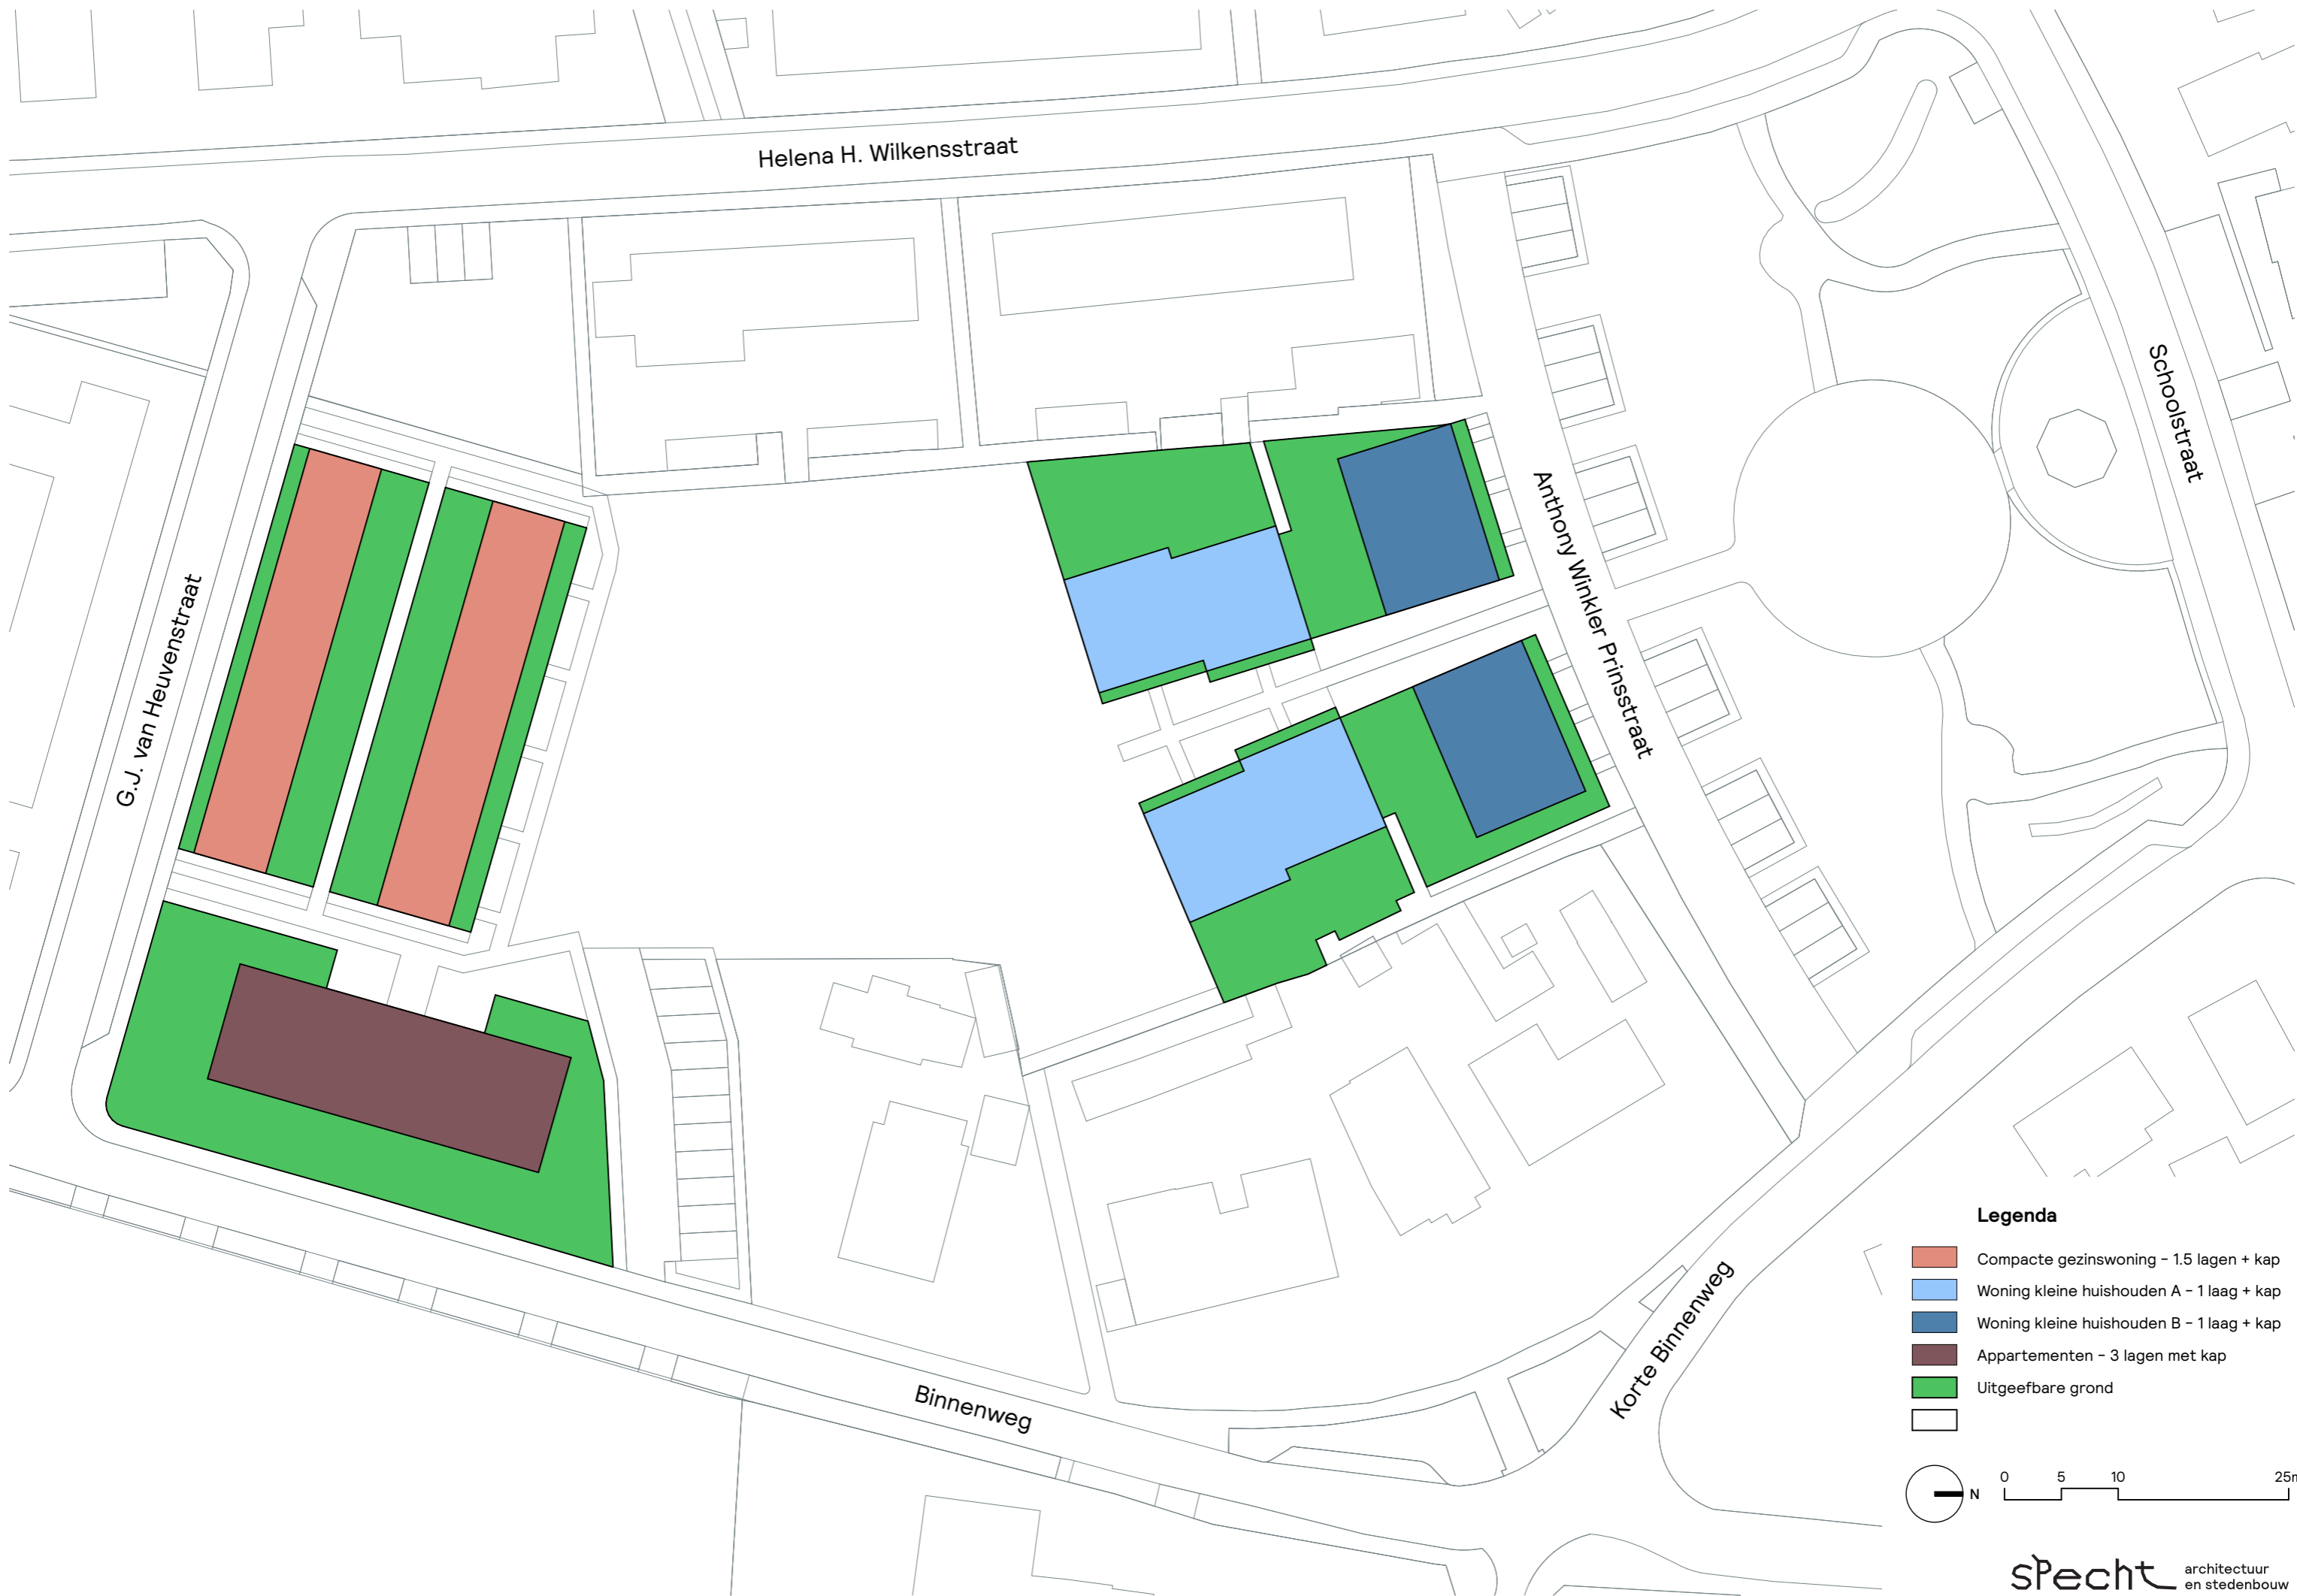 Helena H. Wilkensstraat
Schoolstraat
Anthony Winkler Prinsstraat
G.J. van Heuvenstraat
Binnenweg
Korte Binnenweg
Legenda
Compacte gezinswoning - 1.5 lagen + kap
Woning kleine huishouden A - 1 laag + kap
Woning kleine huishouden B - 1 laag + kap
Appartementen - 3 lagen met kap
Uitgeefbare grond
N 0 5 10 25m
specht architectuur
en stedenbouw